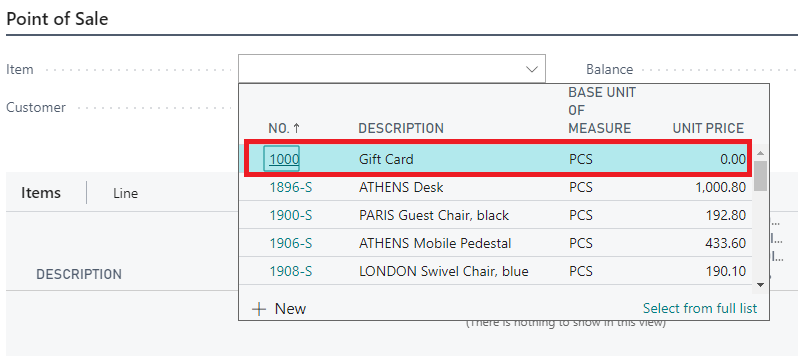 Point of Sale
Item
Balance
Customer
NO. ↑ DESCRIPTION BASE UNIT OF MEASURE UNIT PRICE
1000 Gift Card PCS 0.00
1896-S ATHENS Desk PCS 1,000.80
1900-S PARIS Guest Chair, black PCS 192.80
1906-S ATHENS Mobile Pedestal PCS 433.60
1908-S LONDON Swivel Chair, blue PCS 190.10
+ New Select from full list
Items Line
DESCRIPTION
(There is nothing to show in this view)